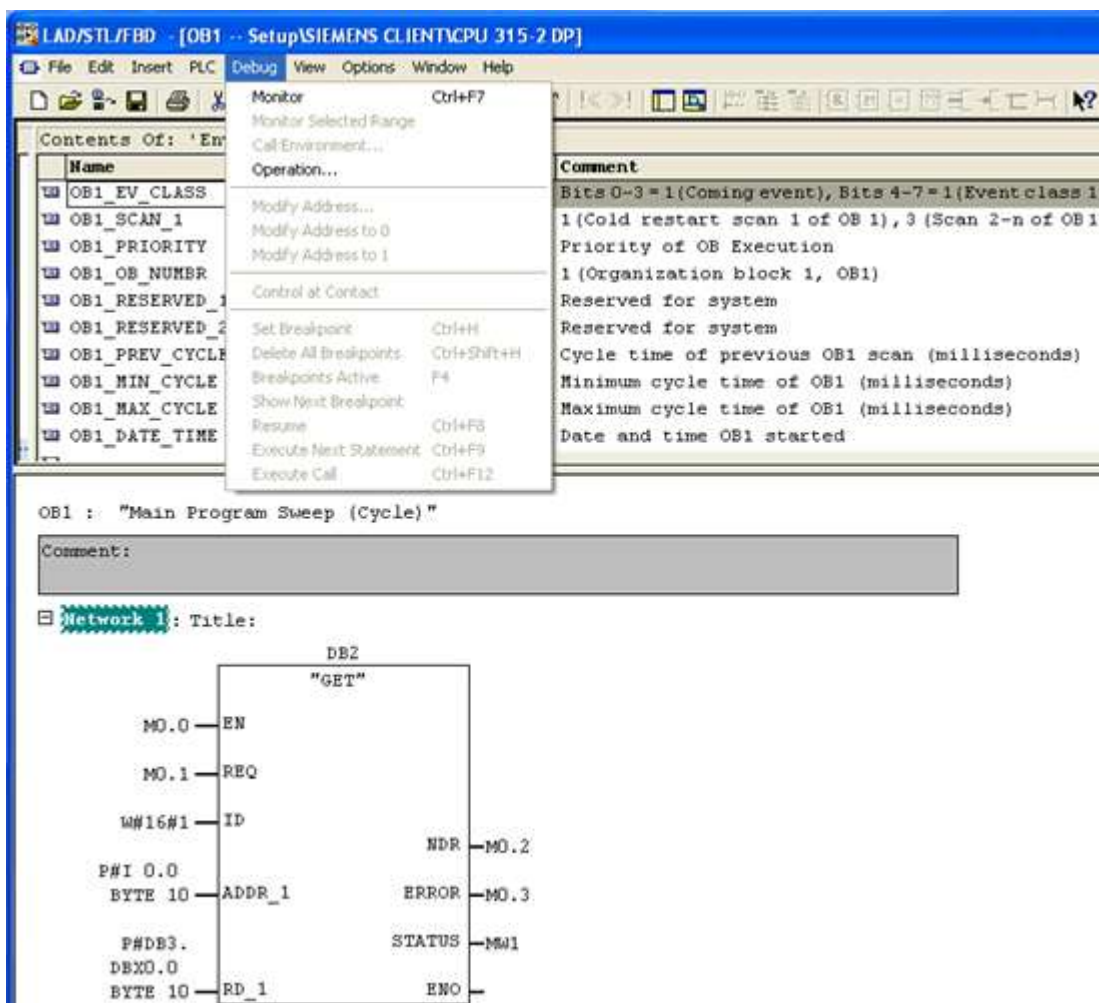 LAD/STL/FBD - [OB1 -- Setup\SIEMENS CLIENT\CPU 315-2 DP]
File Edit Insert PLC Debug View Options Window Help
Monitor Ctrl+F7
Monitor Selected Range
Call Environment...
Operation...
Modify Address...
Modify Address to 0
Modify Address to 1
Control at Contact
Set Breakpoint Ctrl+H
Delete All Breakpoints Ctrl+Shift+H
Breakpoints Active F4
Show Next Breakpoint
Resume Ctrl+F8
Execute Next Statement Ctrl+F9
Execute Call Ctrl+F12
Contents Of: 'En
Name Comment
OB1_EV_CLASS Bits 0-3 = 1 (Coming event), Bits 4-7 = 1 (Event class 1
OB1_SCAN_1 1 (Cold restart scan 1 of OB 1), 3 (Scan 2-n of OB 1
OB1_PRIORITY Priority of OB Execution
OB1_OB_NUMBR 1 (Organization block 1, OB1)
OB1_RESERVED_1 Reserved for system
OB1_RESERVED_2 Reserved for system
OB1_PREV_CYCLE Cycle time of previous OB1 scan (milliseconds)
OB1_MIN_CYCLE Minimum cycle time of OB1 (milliseconds)
OB1_MAX_CYCLE Maximum cycle time of OB1 (milliseconds)
OB1_DATE_TIME Date and time OB1 started
OB1 : "Main Program Sweep (Cycle)"
Comment:
Network 1: Title:
DB2
"GET"
M0.0 EN
M0.1 REQ
W#16#1 ID
NDR M0.2
P#I 0.0
BYTE 10 ADDR_1 ERROR M0.3
P#DB3. STATUS MW1
DBX0.0
BYTE 10 RD_1 ENO